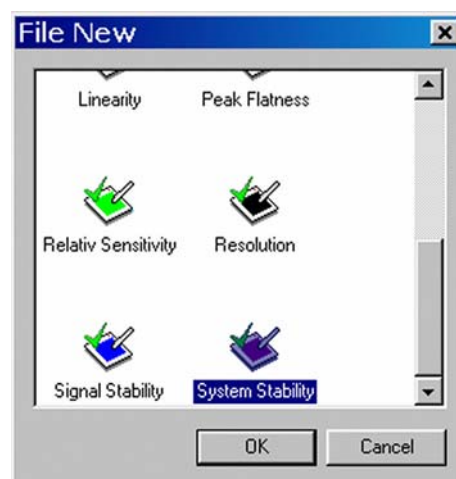 File New
Linearity Peak Flatness
Relativ Sensitivity Resolution
Signal Stability System Stability
OK Cancel